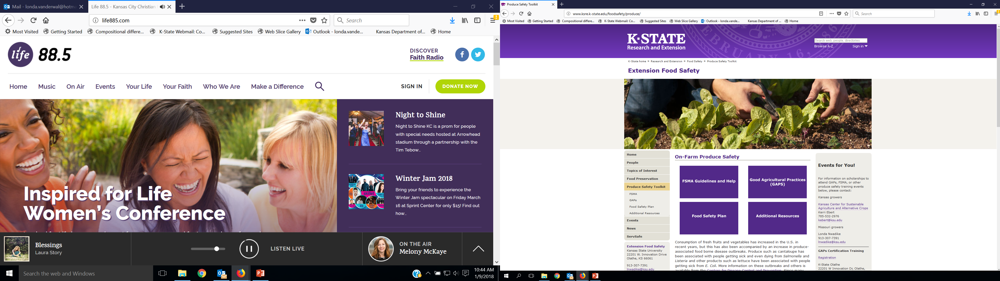 Mail - londa.vanderwal@hotma
Life 88.5 - Kansas City Christian
life885.com
Search
Most Visited
Getting Started
Compositional differe...
K-State Webmail: Co...
Suggested Sites
Web Slice Gallery
Outlook - londa.vande...
Kansas Department of...
Home
life 88.5
DISCOVER
Faith Radio
Home
Music
On Air
Events
Your Life
Your Faith
Who We Are
Make a Difference
SIGN IN
DONATE NOW
Inspired for Life
Women's Conference
Night to Shine
Night to Shine KC is a prom for people
with special needs hosted at Arrowhead
stadium through a partnership with the
Tim Tebow...
skillet
kb
Winter Jam 2018
Bring your friends to experience the
Winter Jam spectacular on Friday March
16 at Sprint Center for only $15! Find out
how...
Blessings
Laura Story
LISTEN LIVE
ON THE AIR
Melony McKaye
Search the web and Windows
10:44 AM
1/9/2018
Produce Safety Toolkit
www.ksre.k-state.edu/foodsafety/produce/
Search
Most Visited
Getting Started
Compositional differe...
K-State Webmail: Co...
Suggested Sites
Web Slice Gallery
Outlook - londa.vande...
Kansas Department of ...
Home
K-STATE
Research and Extension
FEBRUARY 16, 186
Search web, people, directories
Browse A-Z
Sign in
K-State home » Research and Extension » Food Safety » Produce Safety Toolkit
Extension Food Safety
Home
People
Topics of Interest
Food Preservation
Produce Safety Toolkit
FSMA
GAPs
Food Safety Plan
Additional Resources
Events
News
ServSafe
Extension Food Safety
Kansas State University
22201 W. Innovation Drive
Olathe, KS 66061
913-307-7391
lnwadike@ksu.edu
On-Farm Produce Safety
FSMA Guidelines and Help
Good Agricultural Practices
(GAPS)
Food Safety Plan
Additional Resources
Consumption of fresh fruits and vegetables has increased in the U.S. in
recent years, but this has also been accompanied by an increase in produce-
associated food borne disease outbreaks. Produce such as cantaloupe has
been associated with people getting sick and even dying from Salmonella and
Listeria and other products such as lettuce have been associated with people
getting sick from E. Coli. More information on these outbreaks and others is
available from the Centers for Disease Control and Prevention. Since many
Events for You!
For information on scholarships to
attend GAPs, FSMA, or other
produce safety training events
below, please contact:
Kansas growers
Kansas Center for Sustainable
Agriculture and Alternative Crops
Kerri Ebert
785-532-2976
kebert@ksu.edu
Missouri growers
Londa Nwadike
913-307-7391
lnwadike@ksu.edu
GAPs Certification Training
Registration
K-State Olathe
22201 W Innovation Dr, Olathe,